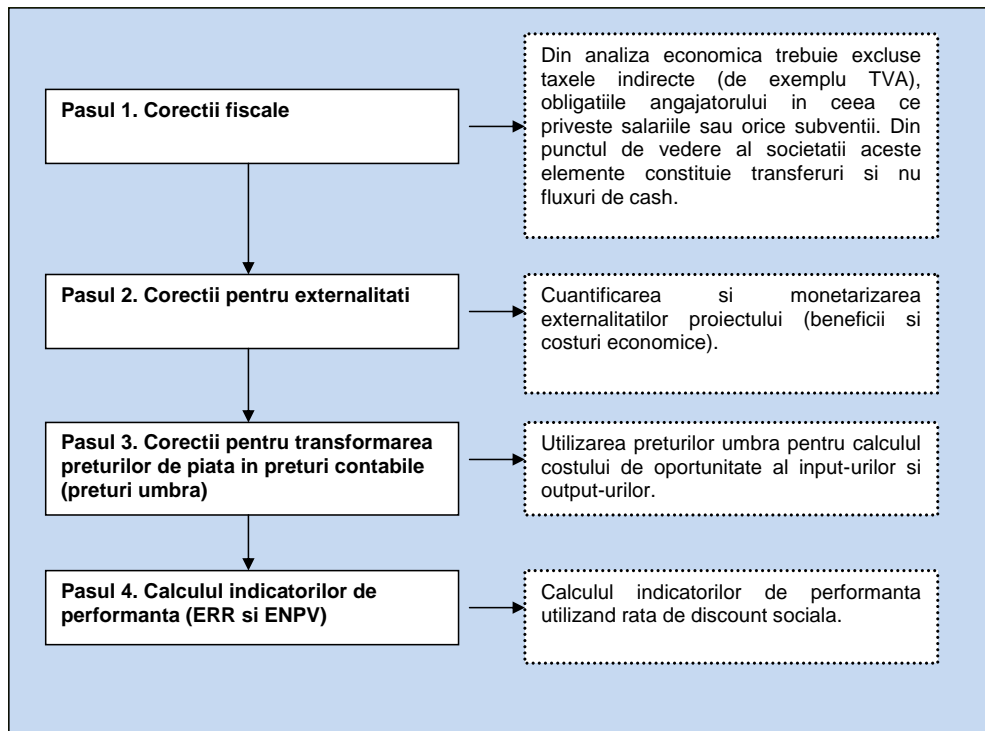 Pasul 1. Corectii fiscale
Din analiza economica trebuie excluse
taxele indirecte (de exemplu TVA),
obligatiile angajatorului in ceea ce
priveste salariile sau orice subventii. Din
punctul de vedere al societatii aceste
elemente constituie transferuri si nu
fluxuri de cash.
Pasul 2. Corectii pentru externalitati
Cuantificarea si monetarizarea
externalitatilor proiectului (beneficii si
costuri economice).
Pasul 3. Corectii pentru transformarea
preturilor de piata in preturi contabile
(preturi umbra)
Utilizarea preturilor umbra pentru calculul
costului de oportunitate al input-urilor si
output-urilor.
Pasul 4. Calculul indicatorilor de
performanta (ERR si ENPV)
Calculul indicatorilor de performanta
utilizand rata de discount sociala.